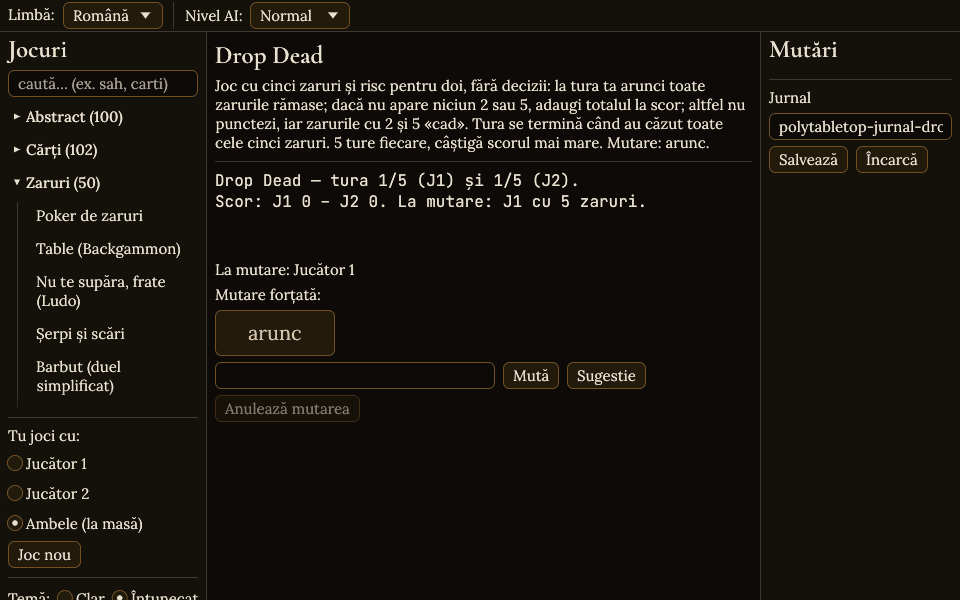 Limbă: Română Nivel AI: Normal
Jocuri
caută... (ex. sah, carti)
Abstract (100)
Cărți (102)
Zaruri (50)
Poker de zaruri
Table (Backgammon)
Nu te supăra, frate
(Ludo)
Șerpi și scări
Barbut (duel
simplificat)
Tu joci cu:
Jucător 1
Jucător 2
Ambele (la masă)
Joc nou
Temă: Clar Întunecat
Drop Dead
Joc cu cinci zaruri și risc pentru doi, fără decizii: la tura ta arunci toate
zarurile rămase; dacă nu apare niciun 2 sau 5, adaugi totalul la scor; altfel nu
punctezi, iar zarurile cu 2 și 5 «cad». Tura se termină când au căzut toate
cele cinci zaruri. 5 ture fiecare, câștigă scorul mai mare. Mutare: arunc.
Drop Dead — tura 1/5 (J1) și 1/5 (J2).
Scor: J1 0 – J2 0. La mutare: J1 cu 5 zaruri.
La mutare: Jucător 1
Mutare forțată:
arunc
Mută Sugestie
Anulează mutarea
Mutări
Jurnal
polytabletop-jurnal-drc
Salvează Încarcă